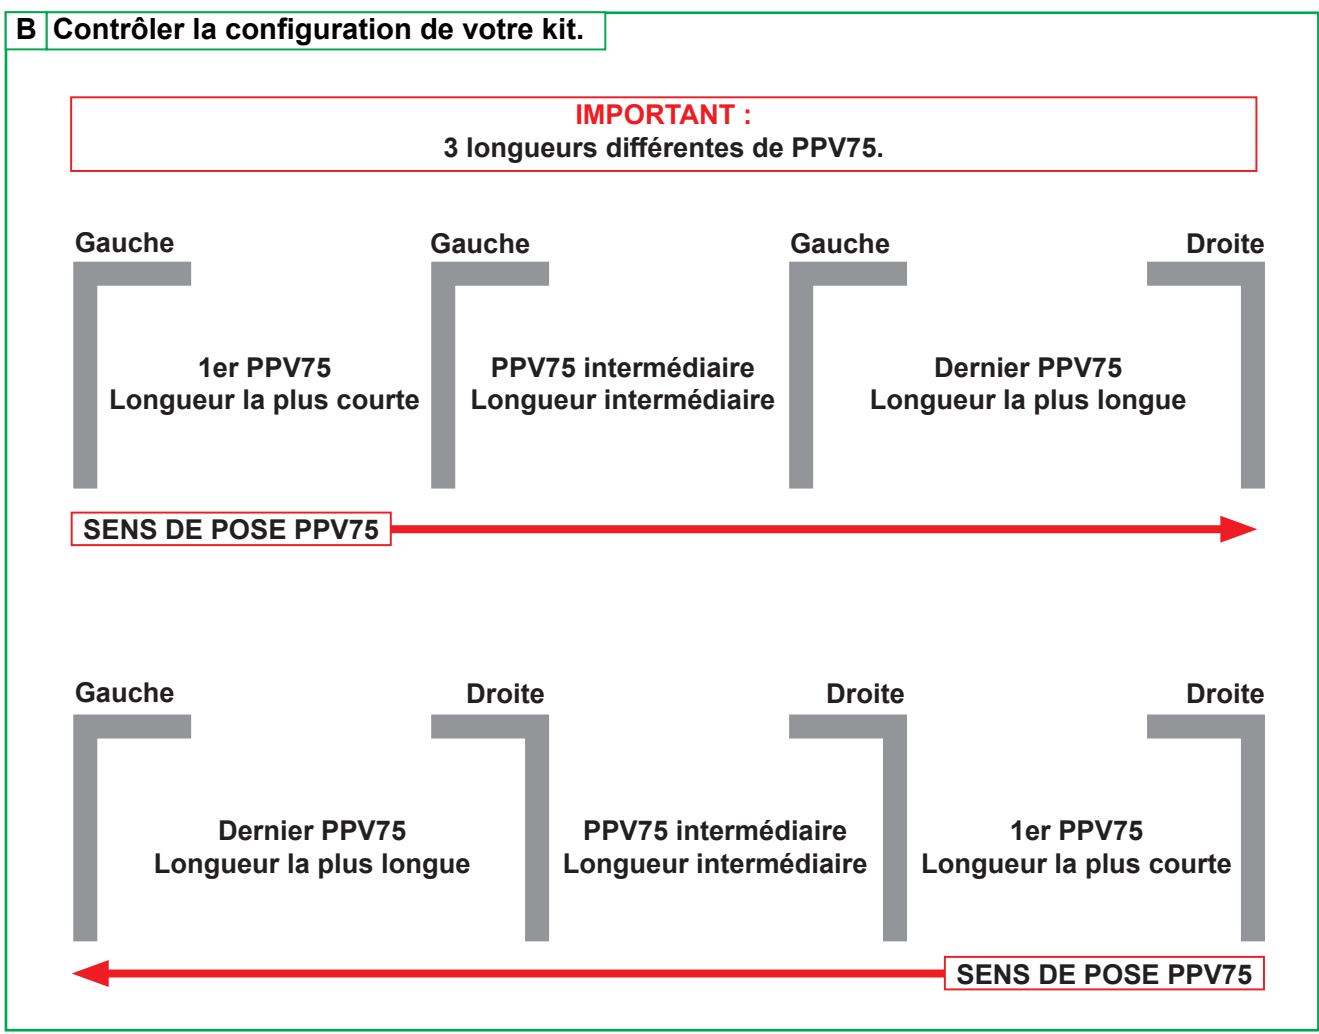 B Contrôler la configuration de votre kit.
IMPORTANT :
3 longueurs différentes de PPV75.
Gauche Gauche Gauche Droite
1er PPV75
Longueur la plus courte
PPV75 intermédiaire
Longueur intermédiaire
Dernier PPV75
Longueur la plus longue
SENS DE POSE PPV75
Gauche Droite Droite Droite
Dernier PPV75
Longueur la plus longue
PPV75 intermédiaire
Longueur intermédiaire
1er PPV75
Longueur la plus courte
SENS DE POSE PPV75